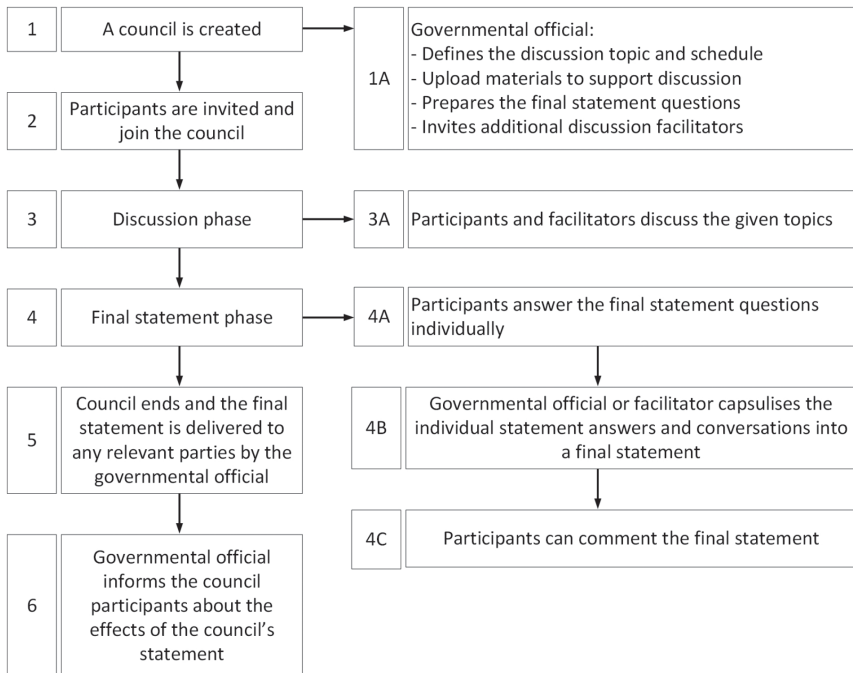 1
A council is created
1A
Governmental official:
- Defines the discussion topic and schedule
- Upload materials to support discussion
- Prepares the final statement questions
- Invites additional discussion facilitators
2
Participants are invited and
join the council
3
Discussion phase
3A
Participants and facilitators discuss the given topics
4
Final statement phase
4A
Participants answer the final statement questions
individually
5
Council ends and the final
statement is delivered to
any relevant parties by the
governmental official
4B
Governmental official or facilitator capsulises the
individual statement answers and conversations into
a final statement
4C
Participants can comment the final statement
6
Governmental official
informs the council
participants about the
effects of the council's
statement